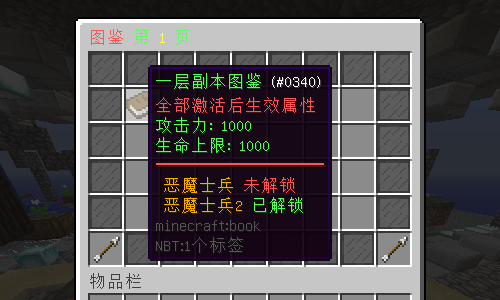 图鉴 第 1 页
一层副本图鉴 (#0340)
全部激活后生效属性
攻击力: 1000
生命上限: 1000
恶魔士兵 未解锁
恶魔士兵2 已解锁
minecraft:book
NBT:1个标签
物品栏